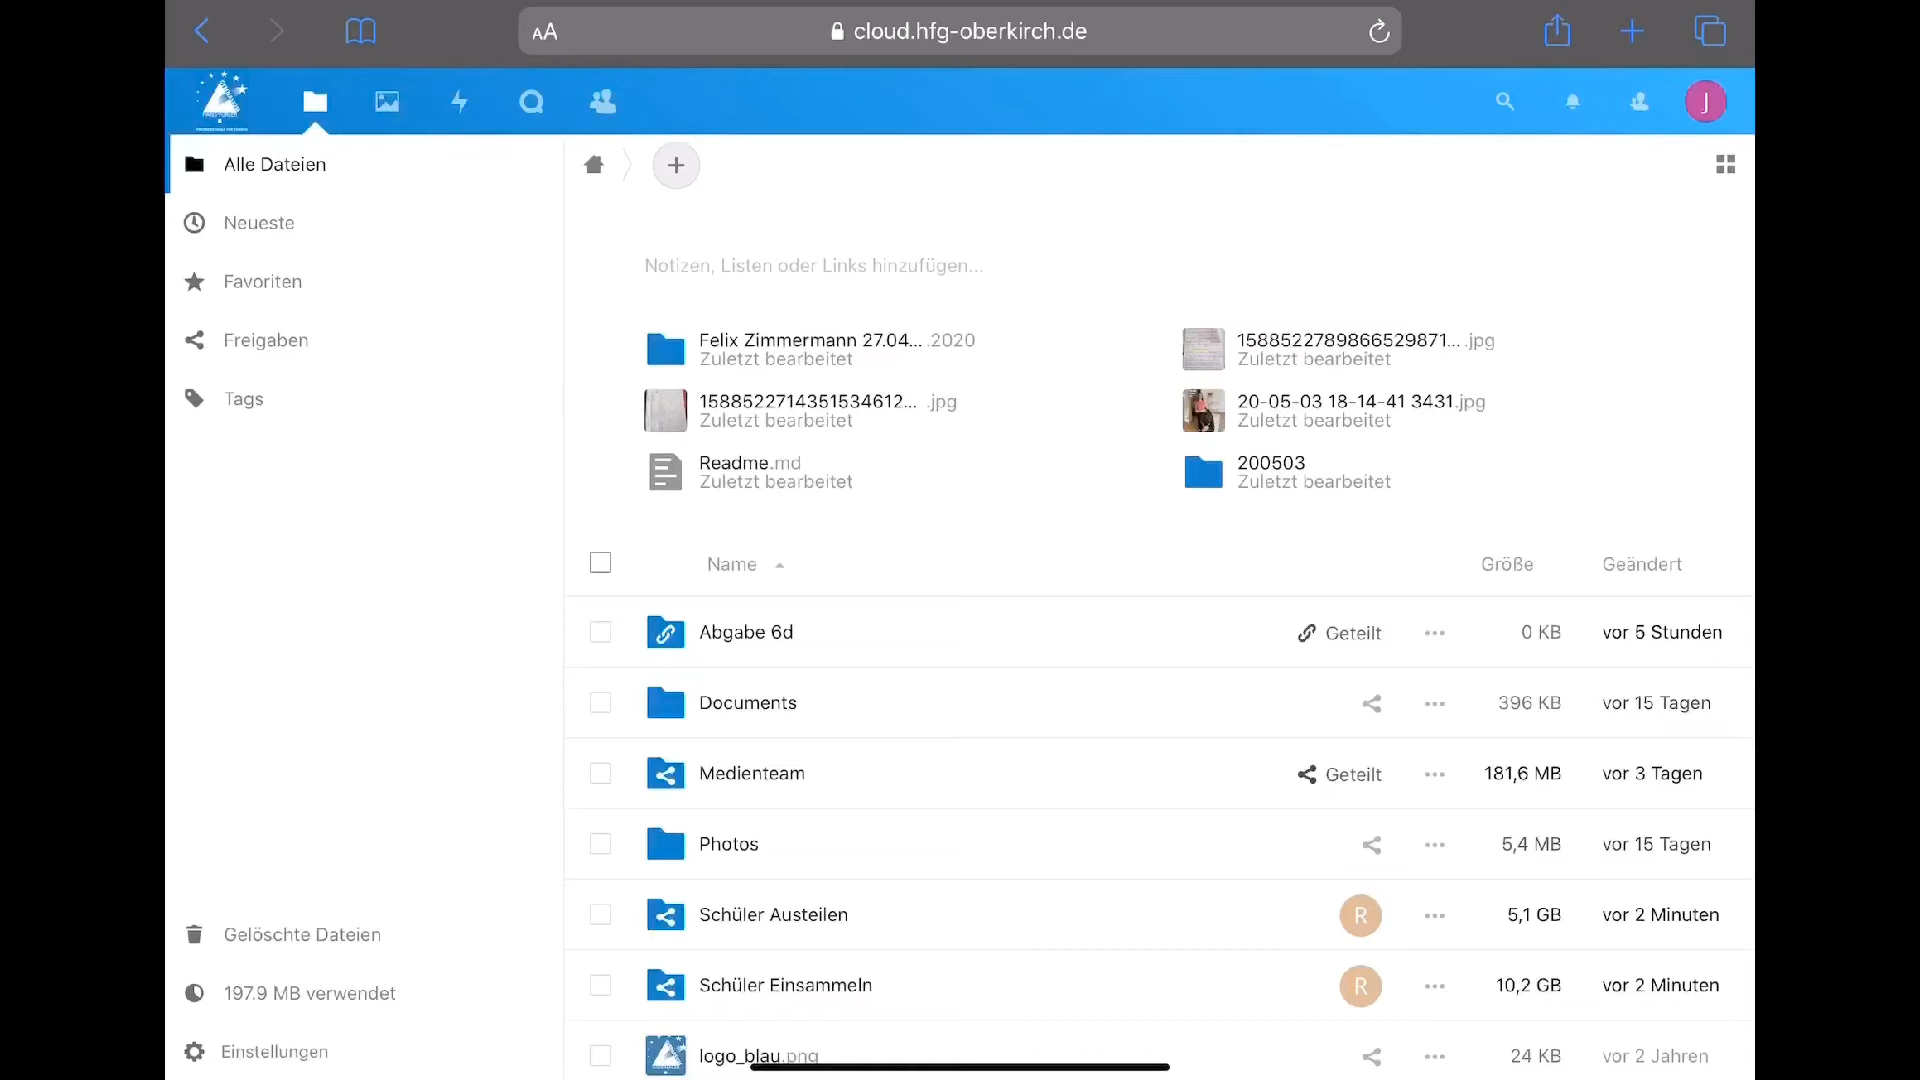 AA
cloud.hfg-oberkirch.de
J
Alle Dateien
Neueste
Favoriten
Freigaben
Tags
Notizen, Listen oder Links hinzufügen...
Felix Zimmermann 27.04... .2020
Zuletzt bearbeitet
1588522789866529871... .jpg
Zuletzt bearbeitet
1588522714351534612... .jpg
Zuletzt bearbeitet
20-05-03 18-14-41 3431.jpg
Zuletzt bearbeitet
Readme.md
Zuletzt bearbeitet
200503
Zuletzt bearbeitet
Name Größe Geändert
Abgabe 6d Geteilt 0 KB vor 5 Stunden
Documents 396 KB vor 15 Tagen
Medienteam Geteilt 181,6 MB vor 3 Tagen
Photos 5,4 MB vor 15 Tagen
Schüler Austeilen R 5,1 GB vor 2 Minuten
Schüler Einsammeln R 10,2 GB vor 2 Minuten
logo_blau.png 24 KB vor 2 Jahren
Gelöschte Dateien
197.9 MB verwendet
Einstellungen